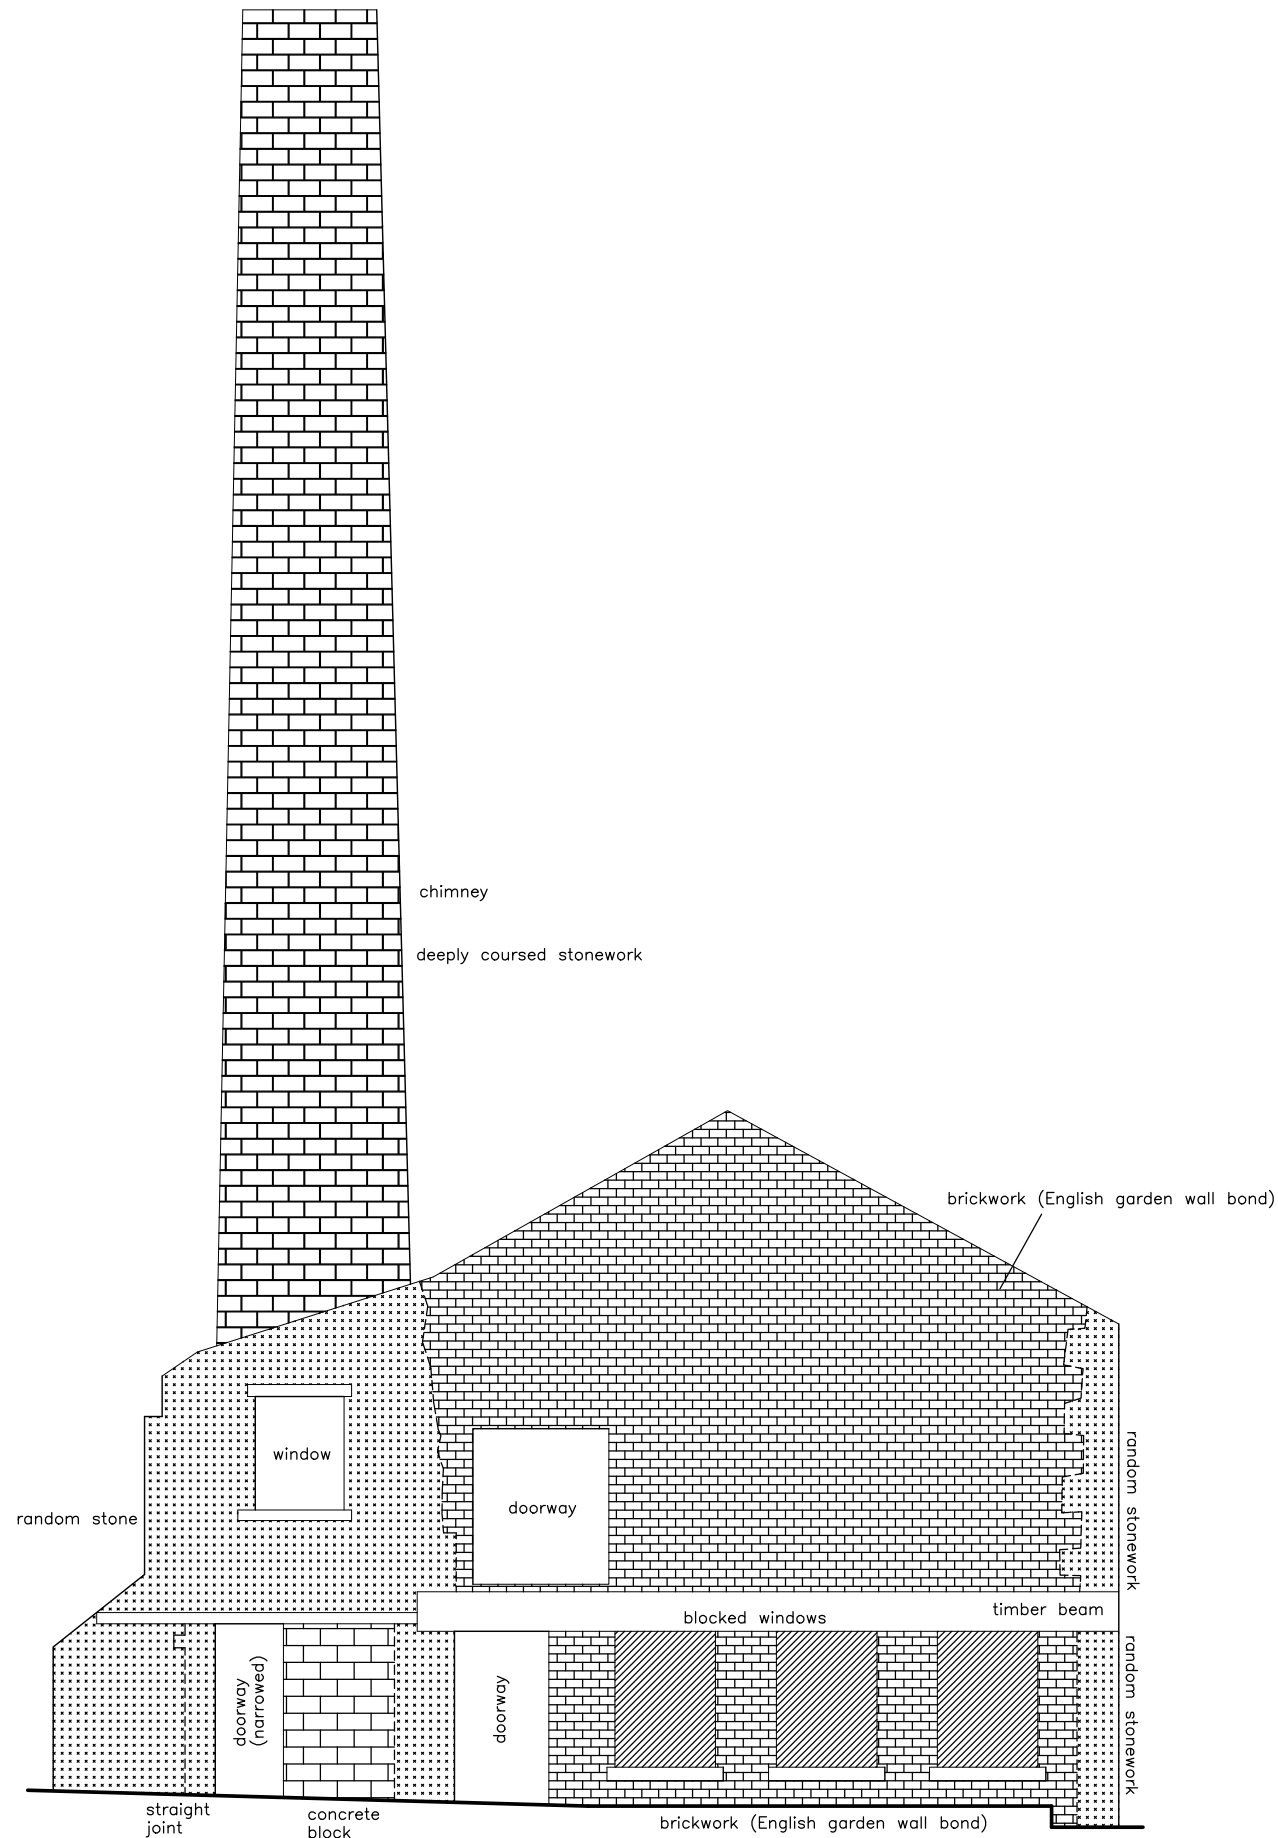 chimney
deeply coursed stonework
brickwork (English garden wall bond)
window
doorway
random stone
random stonework
timber beam
blocked windows
doorway
(narrowed)
doorway
random stonework
straight
joint
concrete
block
brickwork (English garden wall bond)